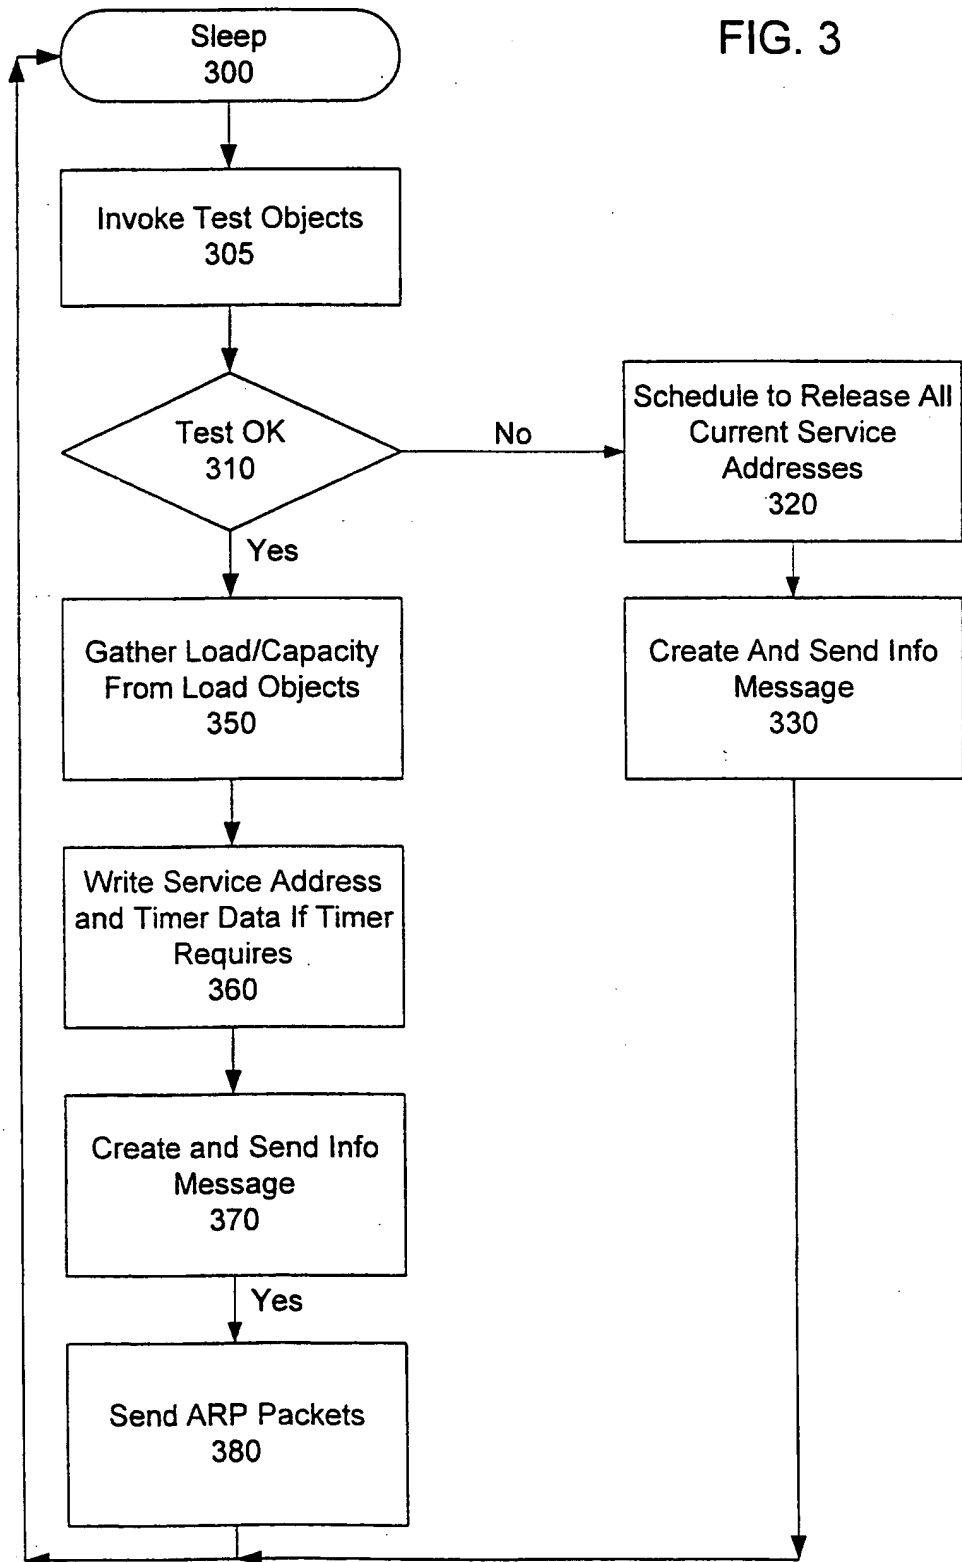 FIG. 3
Sleep
300
Invoke Test Objects
305
Test OK
310
No
Schedule to Release All
Current Service
Addresses
320
Yes
Gather Load/Capacity
From Load Objects
350
Create And Send Info
Message
330
Write Service Address
and Timer Data If Timer
Requires
360
Create and Send Info
Message
370
Yes
Send ARP Packets
380